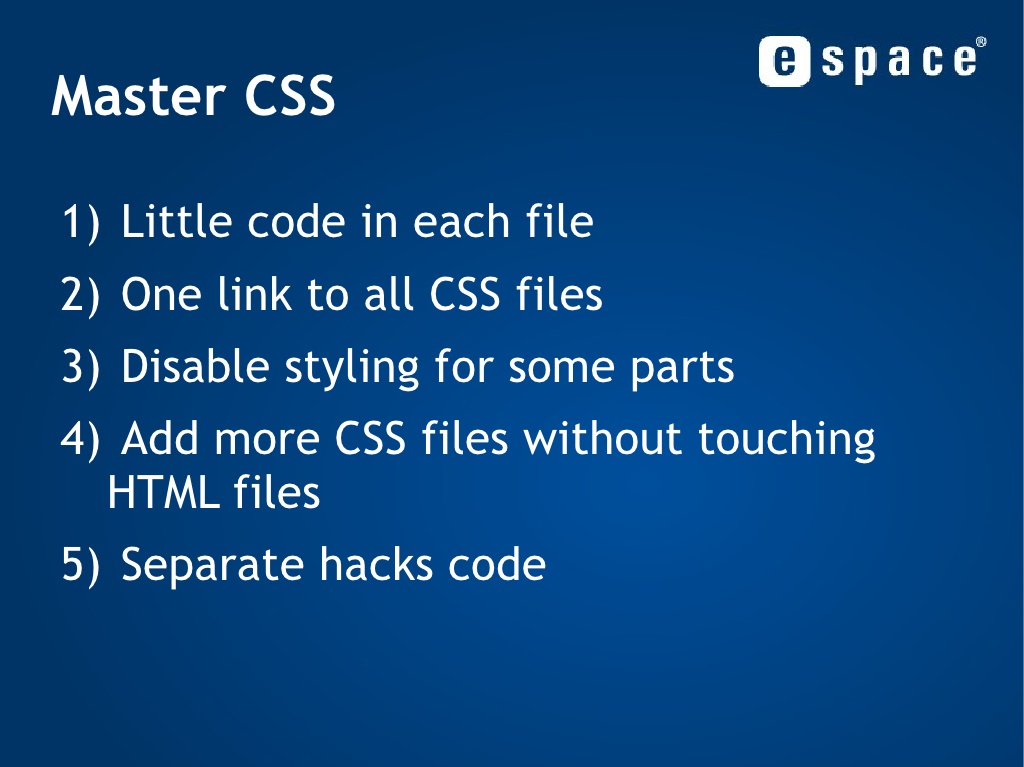 espace®
Master CSS
1) Little code in each file
2) One link to all CSS files
3) Disable styling for some parts
4) Add more CSS files without touching
HTML files
5) Separate hacks code